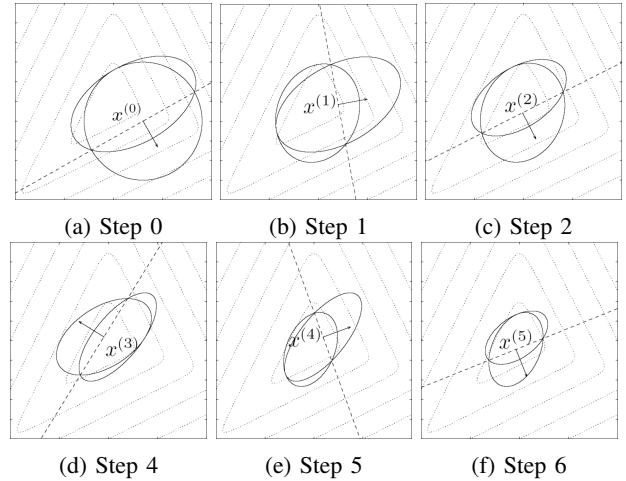 x^{(0)}
x^{(1)}
x^{(2)}
(a) Step 0
(b) Step 1
(c) Step 2
x^{(3)}
x^{(4)}
x^{(5)}
(d) Step 4
(e) Step 5
(f) Step 6